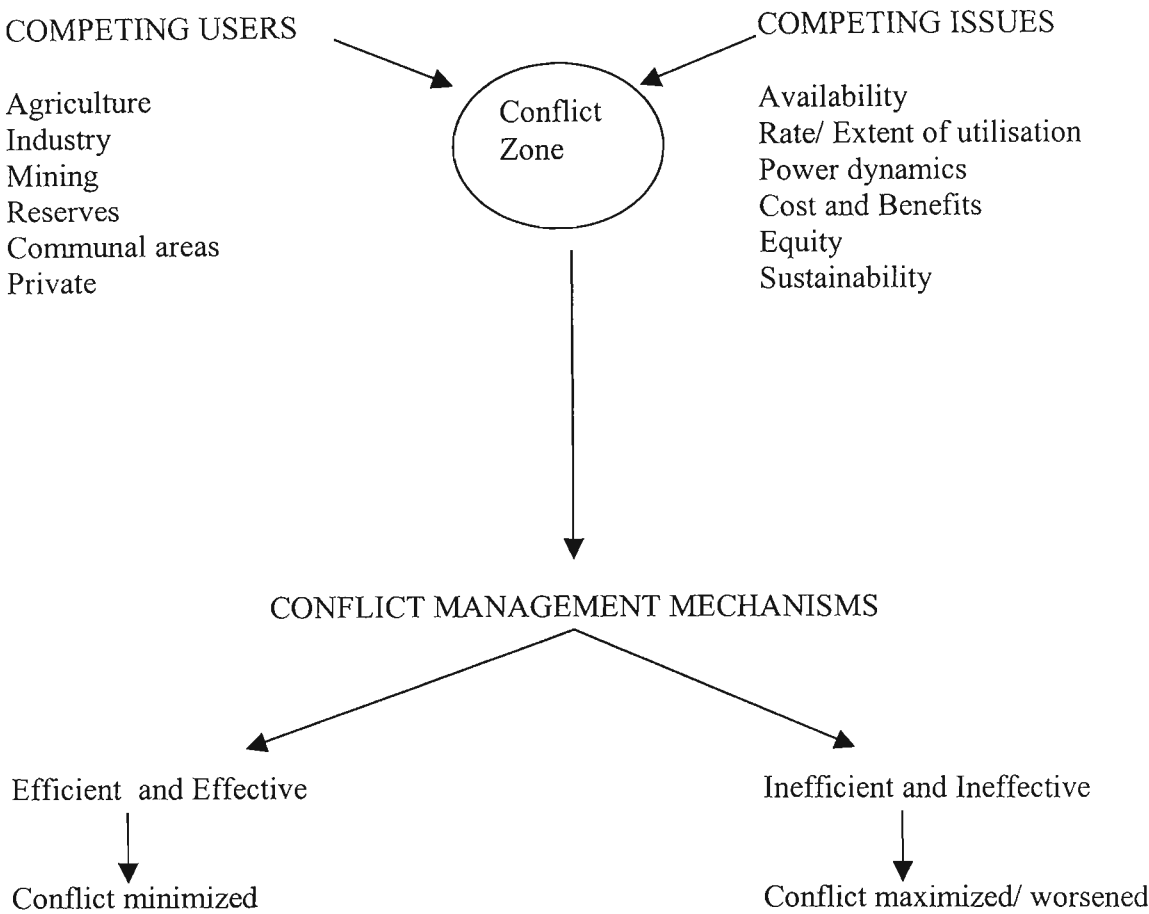 COMPETING USERS
Agriculture
Industry
Mining
Reserves
Communal areas
Private
Conflict
Zone
COMPETING ISSUES
Availability
Rate/ Extent of utilisation
Power dynamics
Cost and Benefits
Equity
Sustainability
CONFLICT MANAGEMENT MECHANISMS
Efficient and Effective
Conflict minimized
Inefficient and Ineffective
Conflict maximized/ worsened